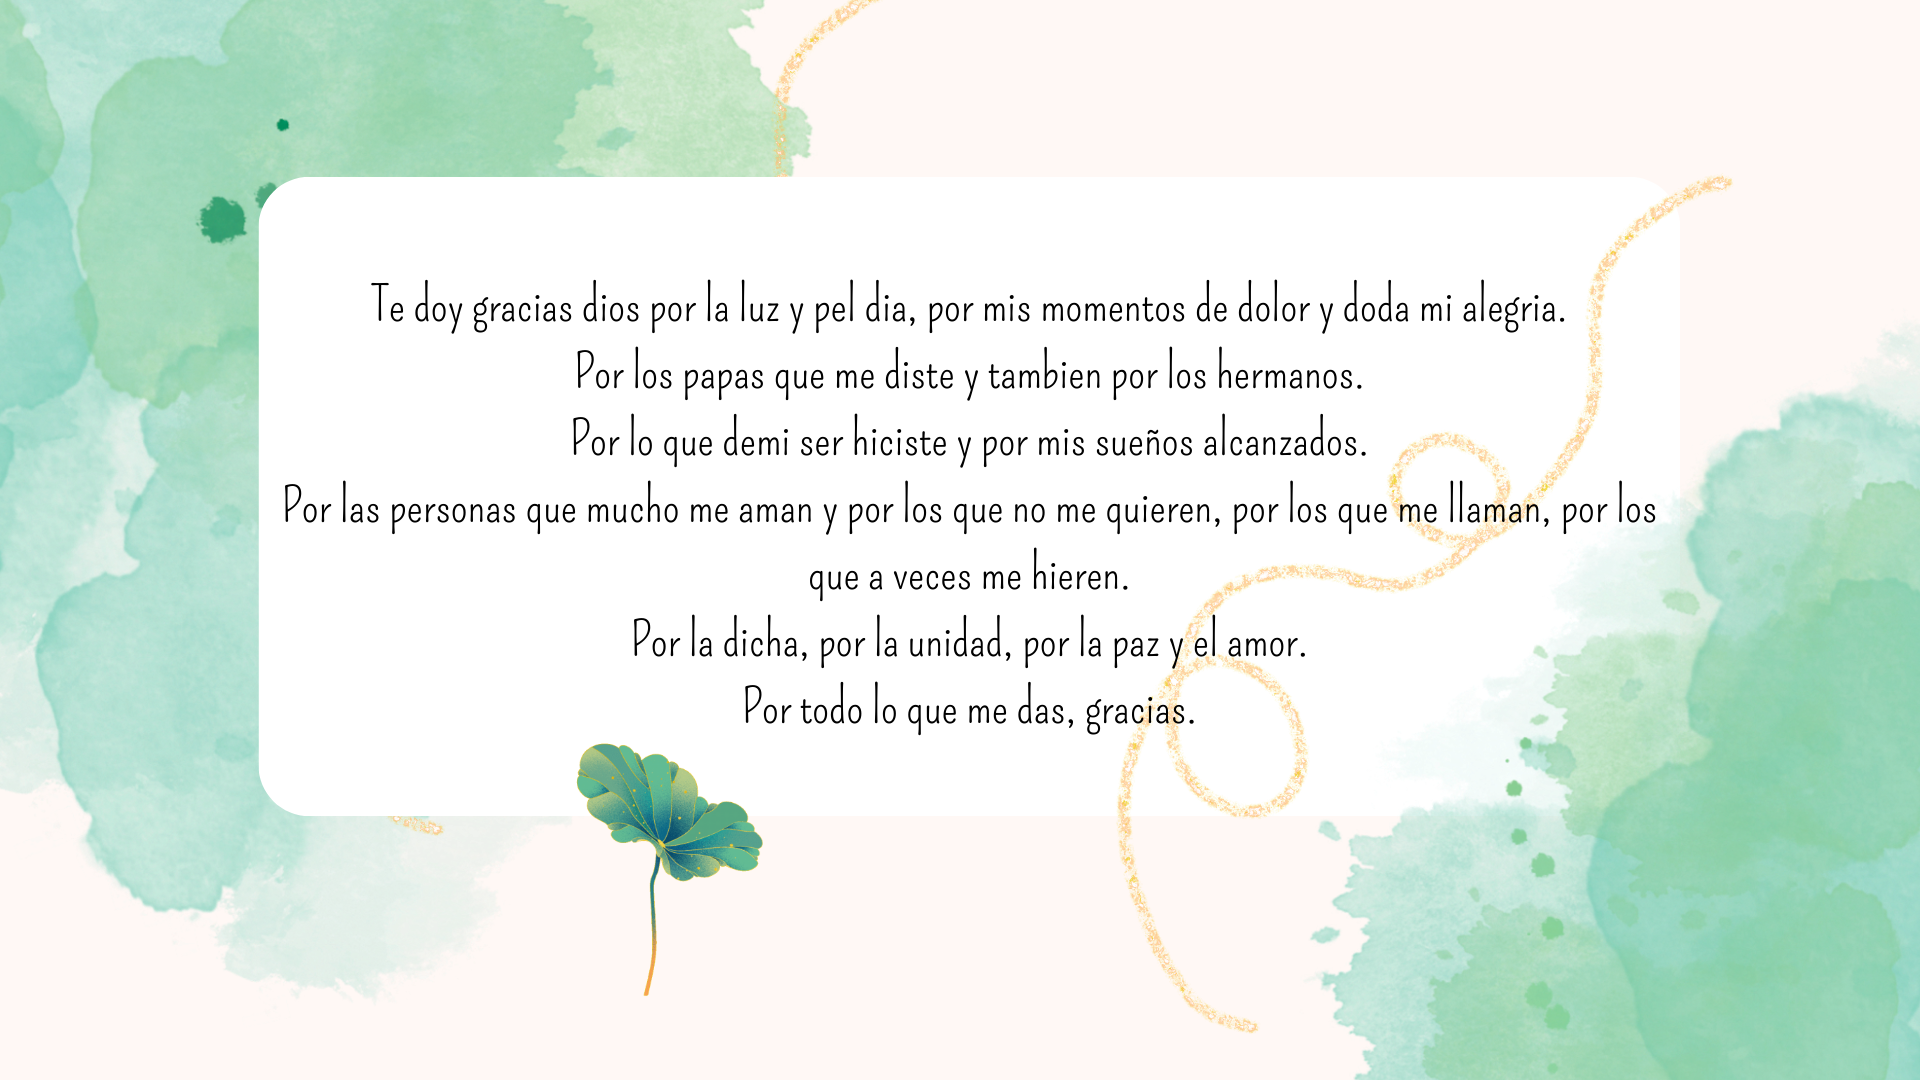 Te doy gracias dios por la luz y pel dia, por mis momentos de dolor y doda mi alegria.
Por los papas que me diste y tambien por los hermanos.
Por lo que demi ser hiciste y por mis sueños alcanzados.
Por las personas que mucho me aman y por los que no me quieren, por los que me llaman, por los
que a veces me hieren.
Por la dicha, por la unidad, por la paz y el amor.
Por todo lo que me das, gracias.